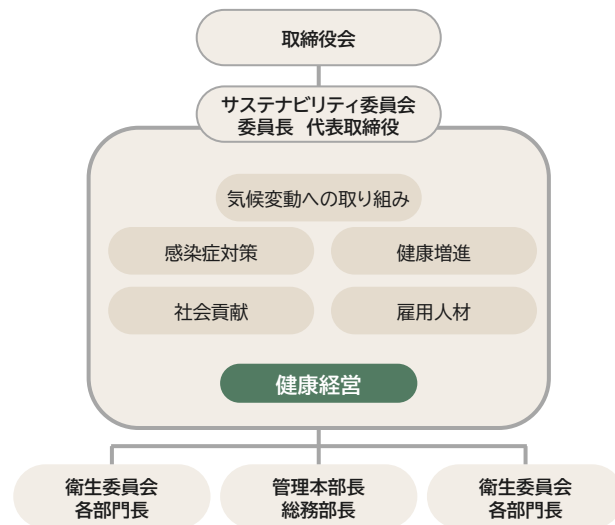 取締役会
サステナビリティ委員会
委員長 代表取締役
気候変動への取り組み
感染症対策
健康増進
社会貢献
雇用人材
健康経営
衛生委員会
各部門長
管理本部長
総務部長
衛生委員会
各部門長